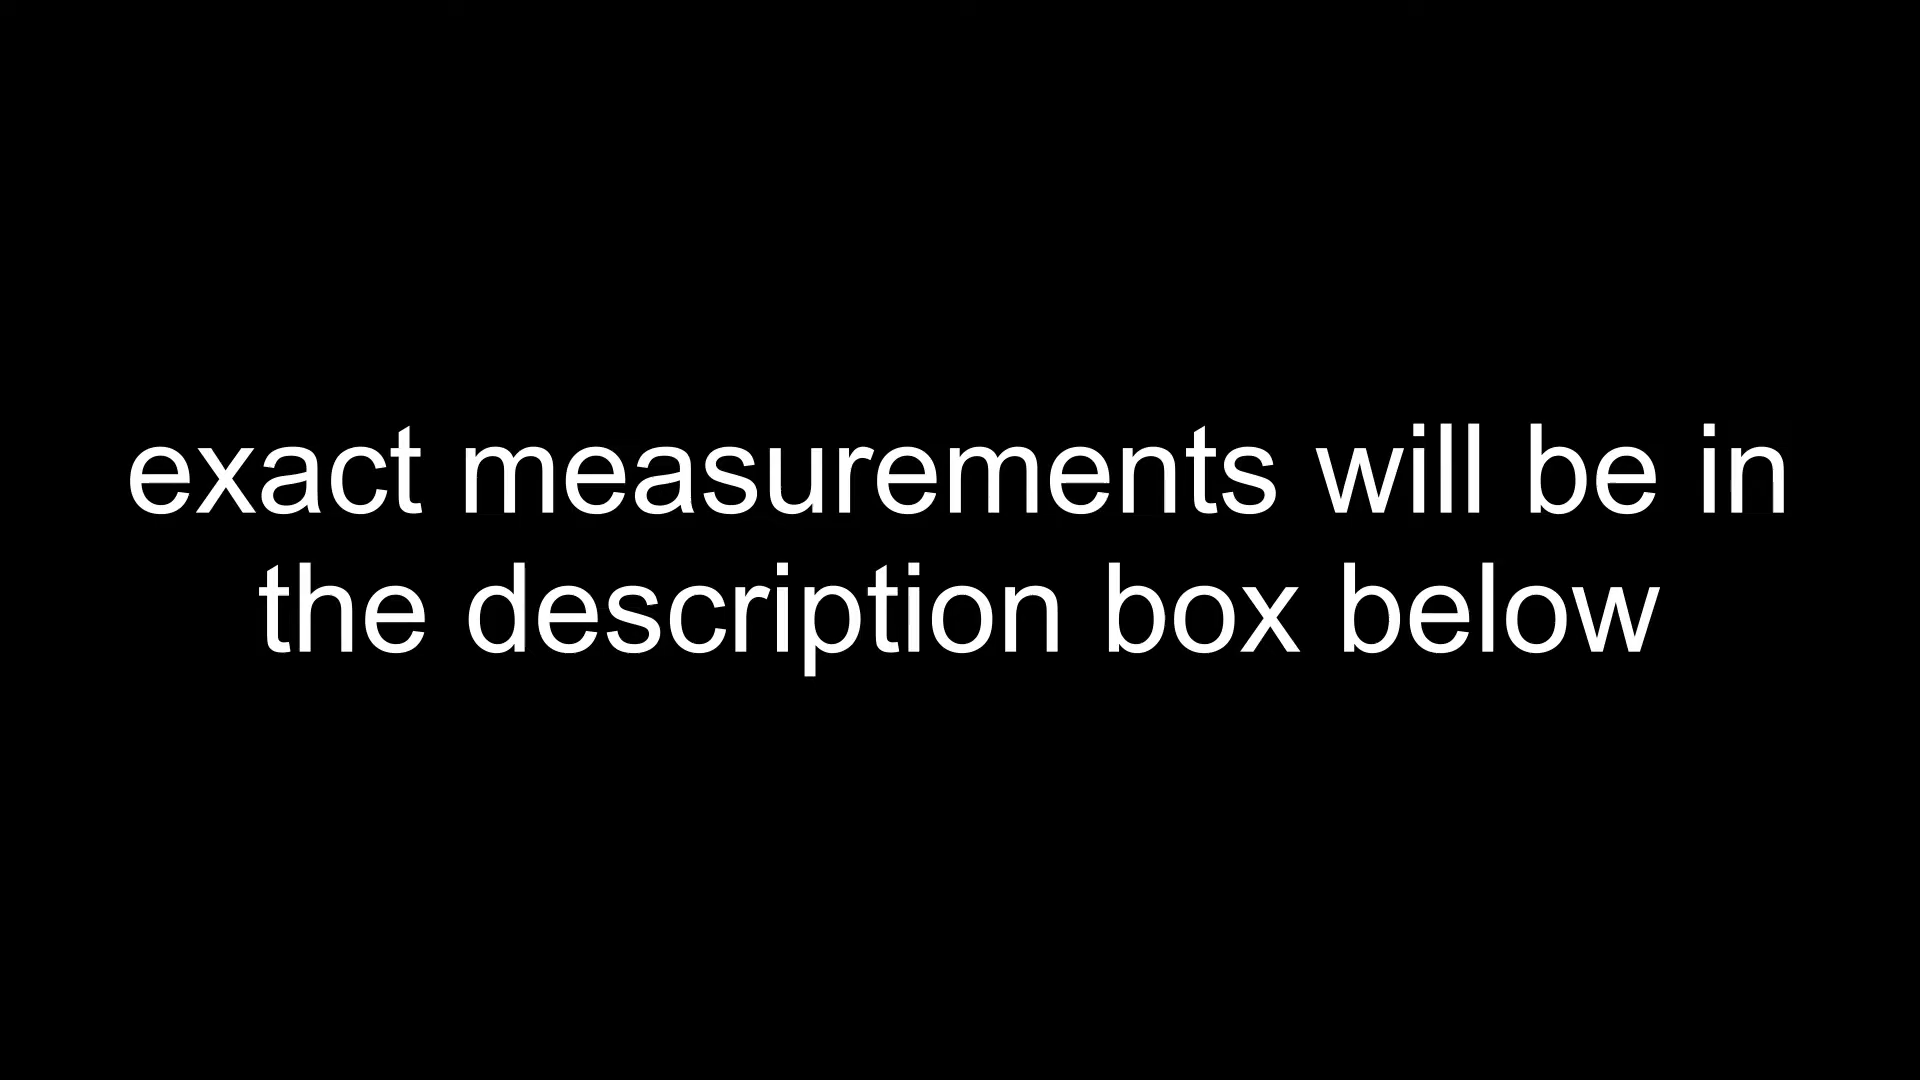 exact measurements will be in
the description box below